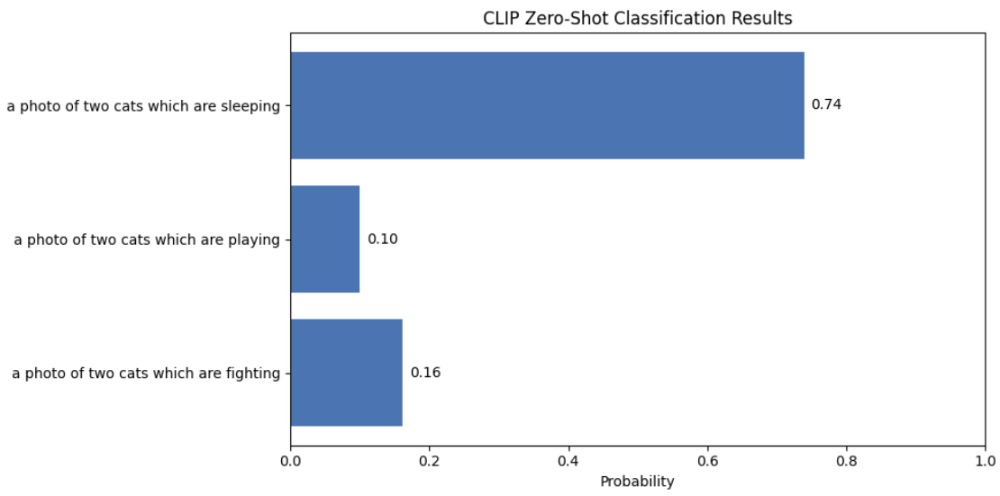 CLIP Zero-Shot Classification Results
a photo of two cats which are sleeping
0.74
a photo of two cats which are playing
0.10
a photo of two cats which are fighting
0.16
0.0 0.2 0.4 0.6 0.8 1.0
Probability